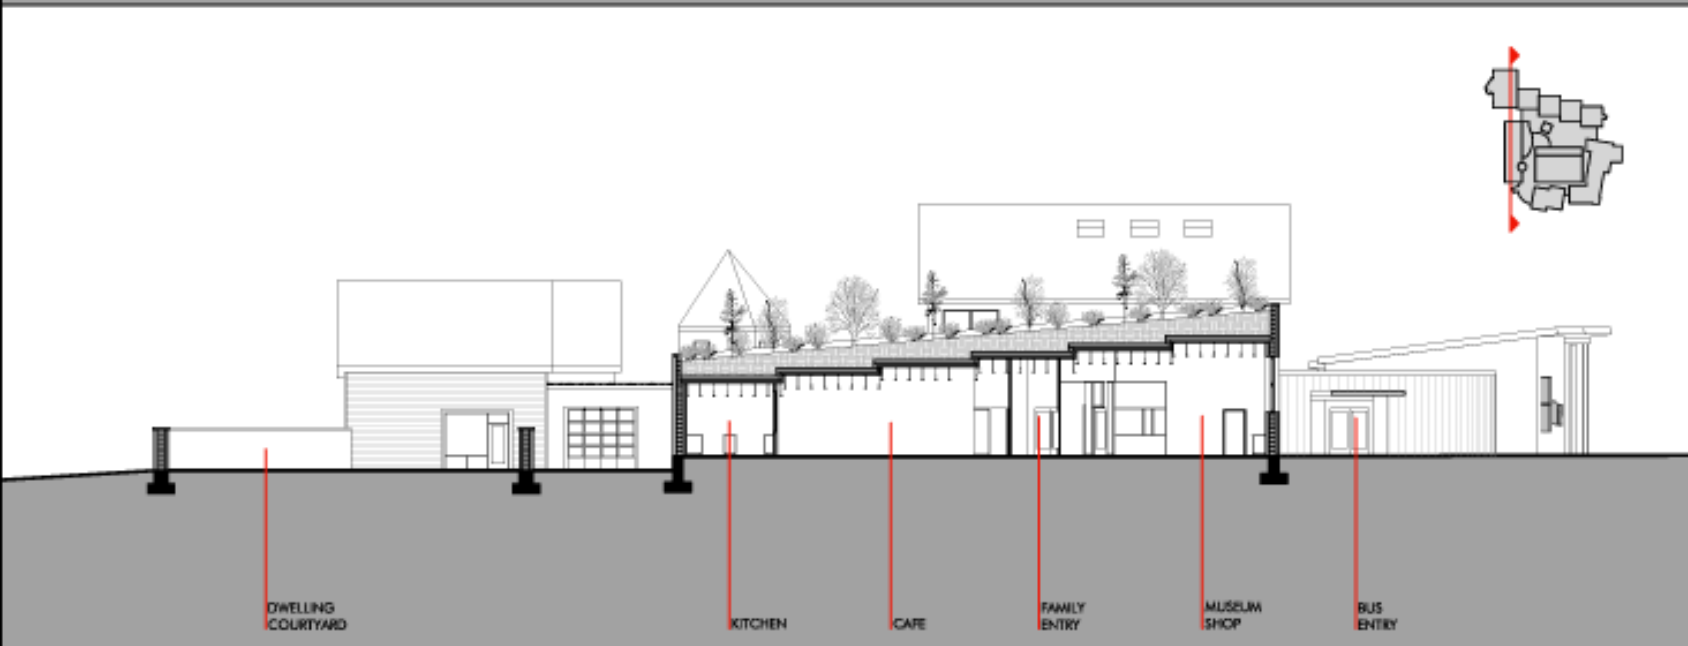 DWELLING
COURTYARD
KITCHEN
CAFE
FAMILY
ENTRY
MUSEUM
SHOP
BUS
ENTRY